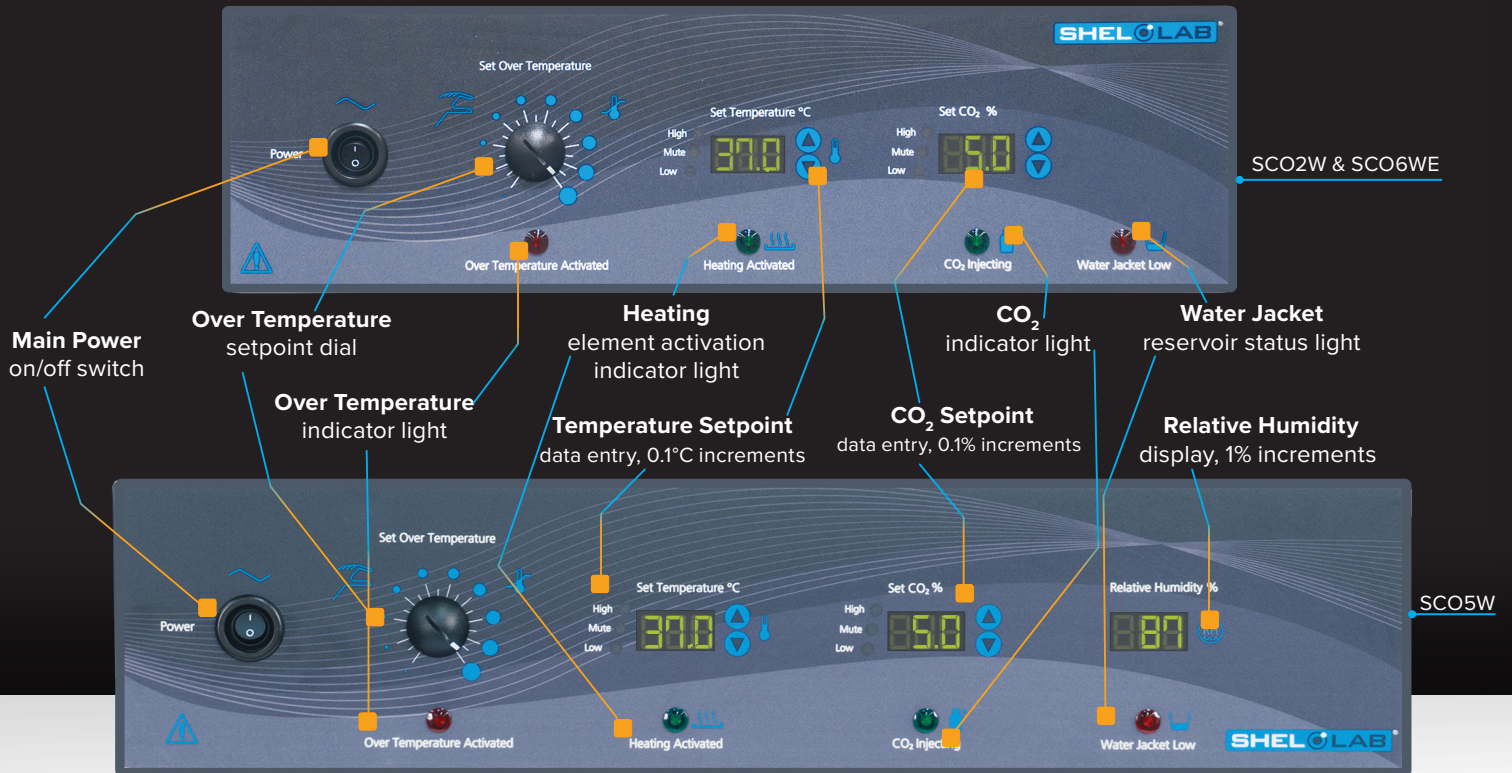 SHEL LAB®
Set Over Temperature
Set Temperature °C
Set CO₂ %
High
Mute
Low
37.0
High
Mute
Low
5.0
Power
I
O
SCO2W & SCO6WE
Over Temperature Activated
Heating Activated
CO₂ Injecting
Water Jacket Low
Main Power
on/off switch
Over Temperature
setpoint dial
Heating
element activation
indicator light
CO₂
indicator light
Water Jacket
reservoir status light
Over Temperature
indicator light
Temperature Setpoint
data entry, 0.1°C increments
CO₂ Setpoint
data entry, 0.1% increments
Relative Humidity
display, 1% increments
Set Over Temperature
Set Temperature °C
Set CO₂ %
Relative Humidity %
High
Mute
Low
37.0
High
Mute
Low
5.0
87
Power
I
O
SCO5W
Over Temperature Activated
Heating Activated
CO₂ Injecting
Water Jacket Low
SHEL LAB®